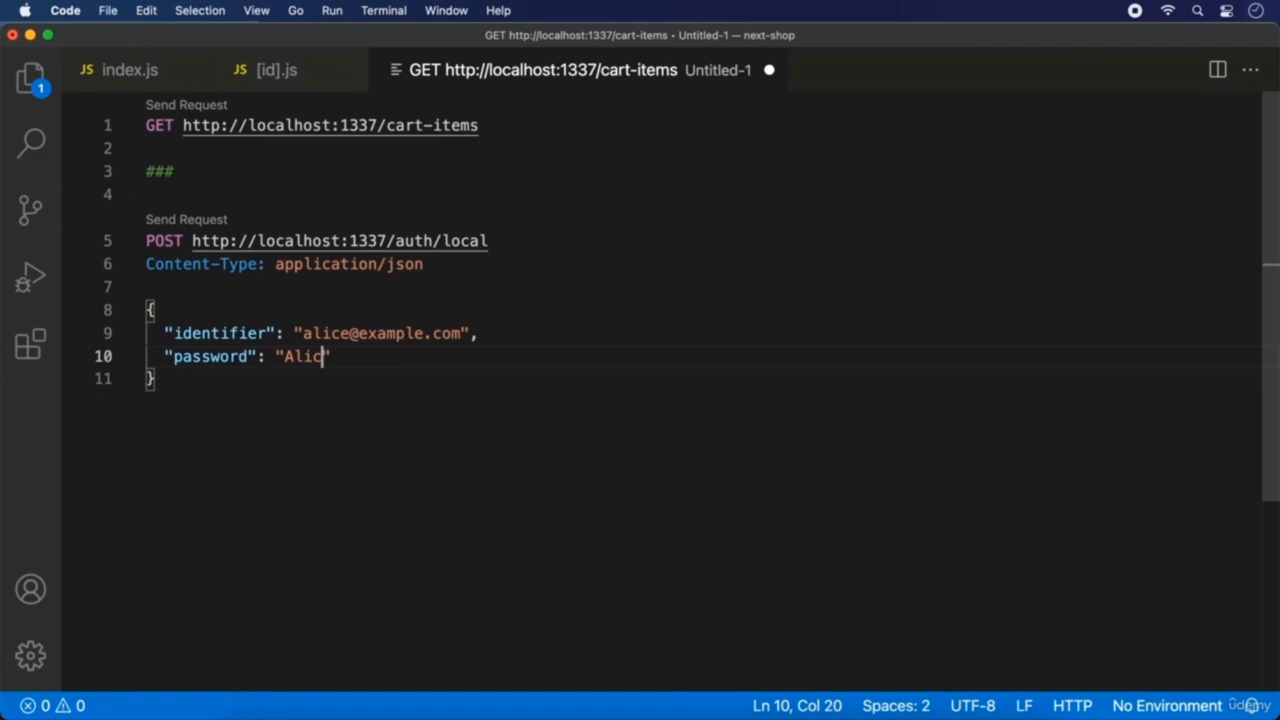 Code File Edit Selection View Go Run Terminal Window Help
GET http://localhost:1337/cart-items • Untitled-1 — next-shop
JS index.js JS [id].js GET http://localhost:1337/cart-items Untitled-1
1
Send Request
1 GET http://localhost:1337/cart-items
2
3 ###
4
Send Request
5 POST http://localhost:1337/auth/local
6 Content-Type: application/json
7
8 {
9 "identifier": "alice@example.com",
10 "password": "Alic"
11 }
0 0 Ln 10, Col 20 Spaces: 2 UTF-8 LF HTTP No Environment
udemy